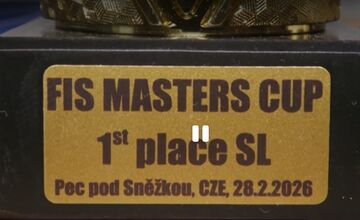 FIS MASTERS CUP
1st place SL
Pec pod Sněžkou, CZE, 28.2.2026